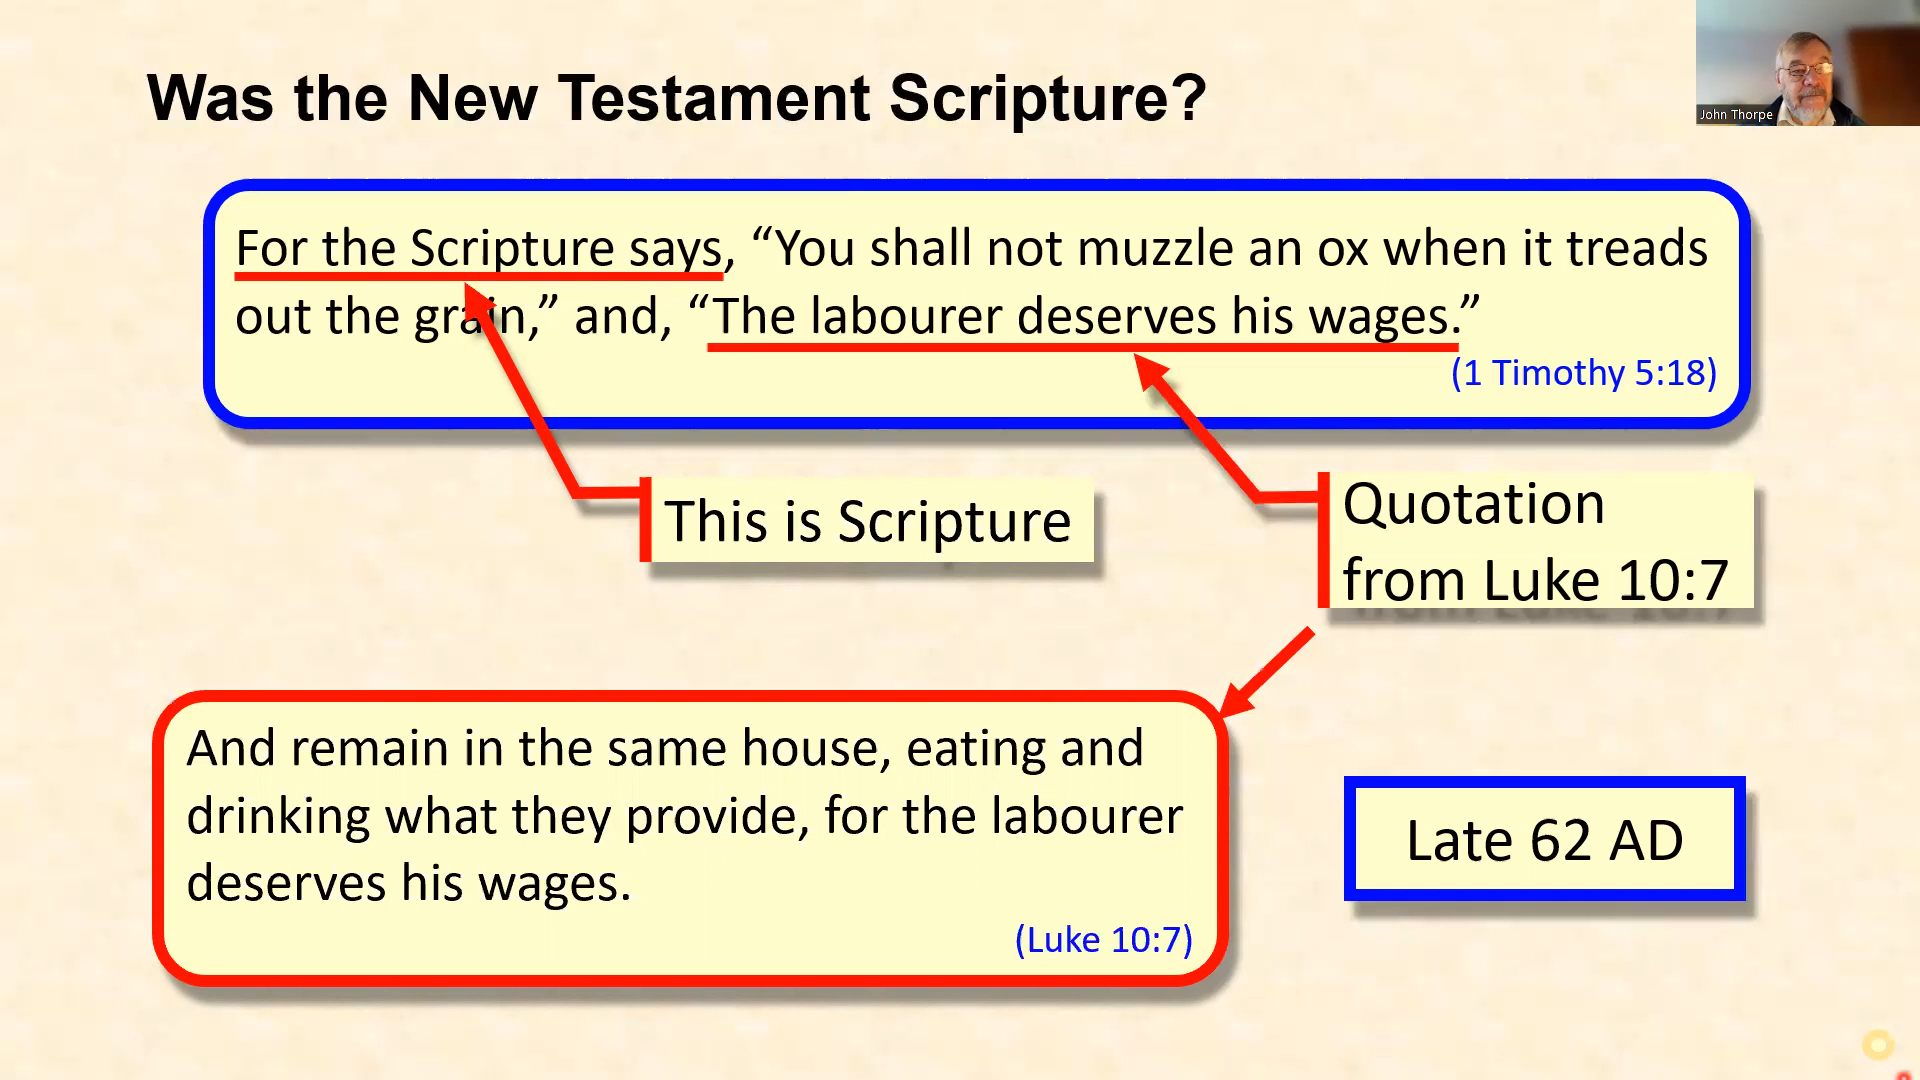 Was the New Testament Scripture?
John Thorpe
For the Scripture says, “You shall not muzzle an ox when it treads
out the grain,” and, “The labourer deserves his wages.”
(1 Timothy 5:18)
This is Scripture
Quotation
from Luke 10:7
And remain in the same house, eating and
drinking what they provide, for the labourer
deserves his wages.
(Luke 10:7)
Late 62 AD